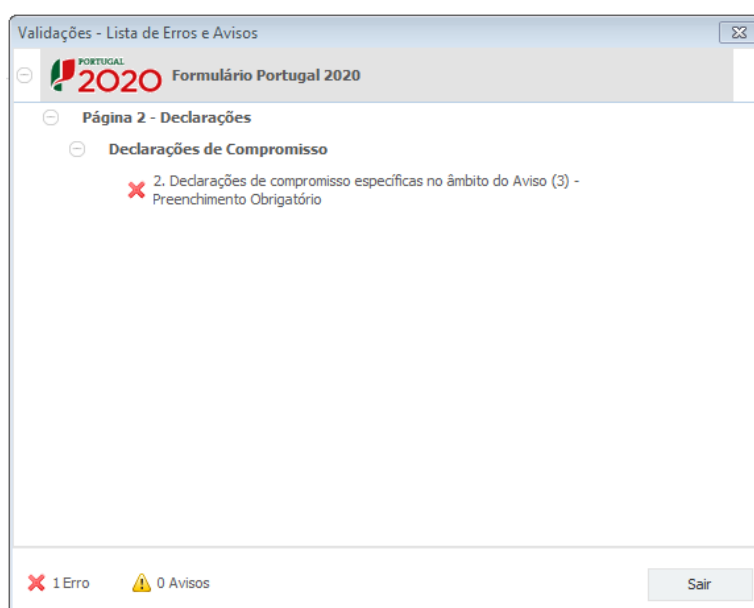 Validações - Lista de Erros e Avisos
PORTUGAL
2020
Formulário Portugal 2020
Página 2 - Declarações
Declarações de Compromisso
2. Declarações de compromisso específicas no âmbito do Aviso (3) -
Preenchimento Obrigatório
1 Erro
0 Avisos
Sair